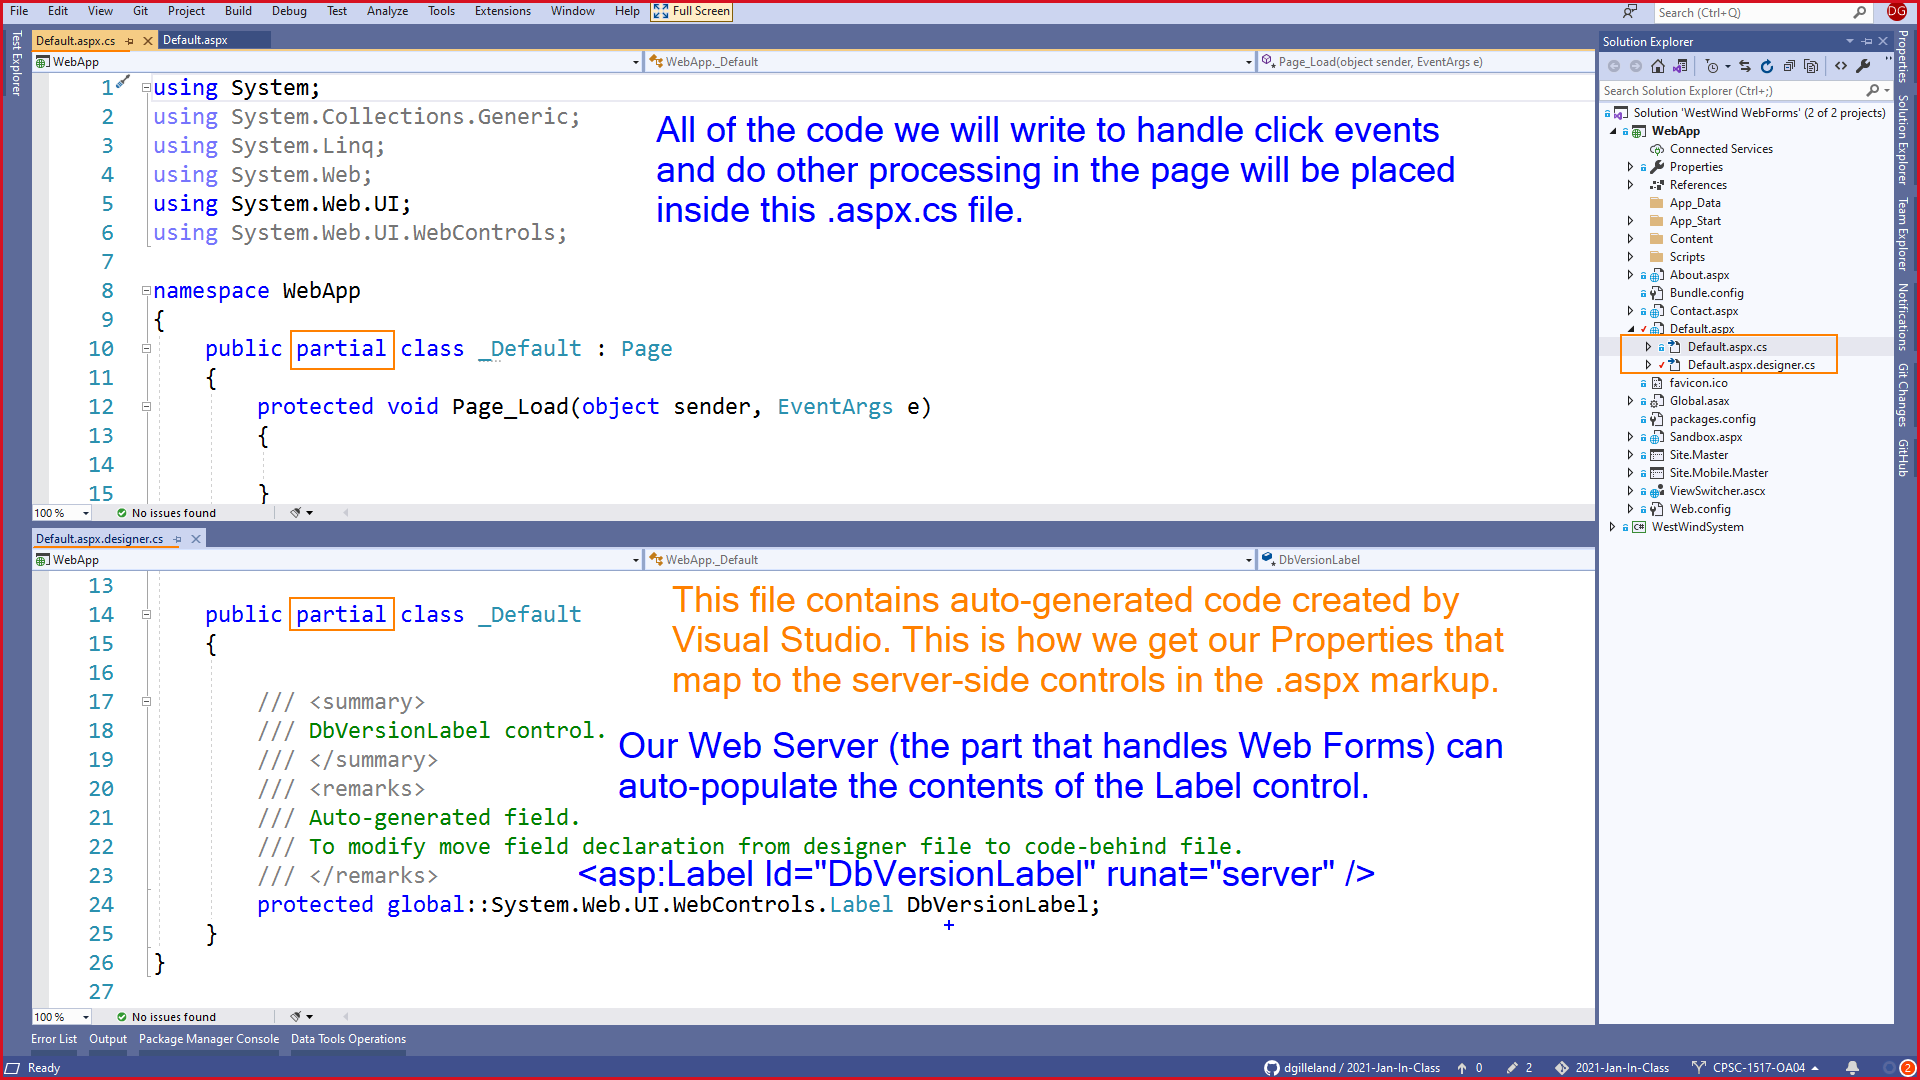 File Edit View Git Project Build Debug Test Analyze Tools Extensions Window Help Full Screen Search (Ctrl+Q) DG
Test Explorer
Default.aspx.cs Default.aspx
WebApp WebApp._Default Page_Load(object sender, EventArgs e)
1 using System;
2 using System.Collections.Generic;
3 using System.Linq;
4 using System.Web;
5 using System.Web.UI;
6 using System.Web.UI.WebControls;
7
8 namespace WebApp
9 {
10 public partial class _Default : Page
11 {
12 protected void Page_Load(object sender, EventArgs e)
13 {
14
15 }
All of the code we will write to handle click events
and do other processing in the page will be placed
inside this .aspx.cs file.
100 % No issues found
Default.aspx.designer.cs
WebApp WebApp._Default DbVersionLabel
13
14 public partial class _Default
15 {
16
17 /// <summary>
18 /// DbVersionLabel control.
19 /// </summary>
20 /// <remarks>
21 /// Auto-generated field.
22 /// To modify move field declaration from designer file to code-behind file.
23 /// </remarks>
24 protected global::System.Web.UI.WebControls.Label DbVersionLabel;
25 }
26 }
27
This file contains auto-generated code created by
Visual Studio. This is how we get our Properties that
map to the server-side controls in the .aspx markup.
Our Web Server (the part that handles Web Forms) can
auto-populate the contents of the Label control.
<asp:Label Id="DbVersionLabel" runat="server" />
100 % No issues found
Error List Output Package Manager Console Data Tools Operations
Solution Explorer
Search Solution Explorer (Ctrl+;)
Solution 'WestWind WebForms' (2 of 2 projects)
WebApp
Connected Services
Properties
References
App_Data
App_Start
Content
Scripts
About.aspx
Bundle.config
Contact.aspx
Default.aspx
Default.aspx.cs
Default.aspx.designer.cs
favicon.ico
Global.asax
packages.config
Sandbox.aspx
Site.Master
Site.Mobile.Master
ViewSwitcher.ascx
Web.config
WestWindSystem
Properties
Solution Explorer
Team Explorer
Notifications
Git Changes
GitHub
Ready dgilleland / 2021-Jan-In-Class 0 2 2021-Jan-In-Class CPSC-1517-OA04 2